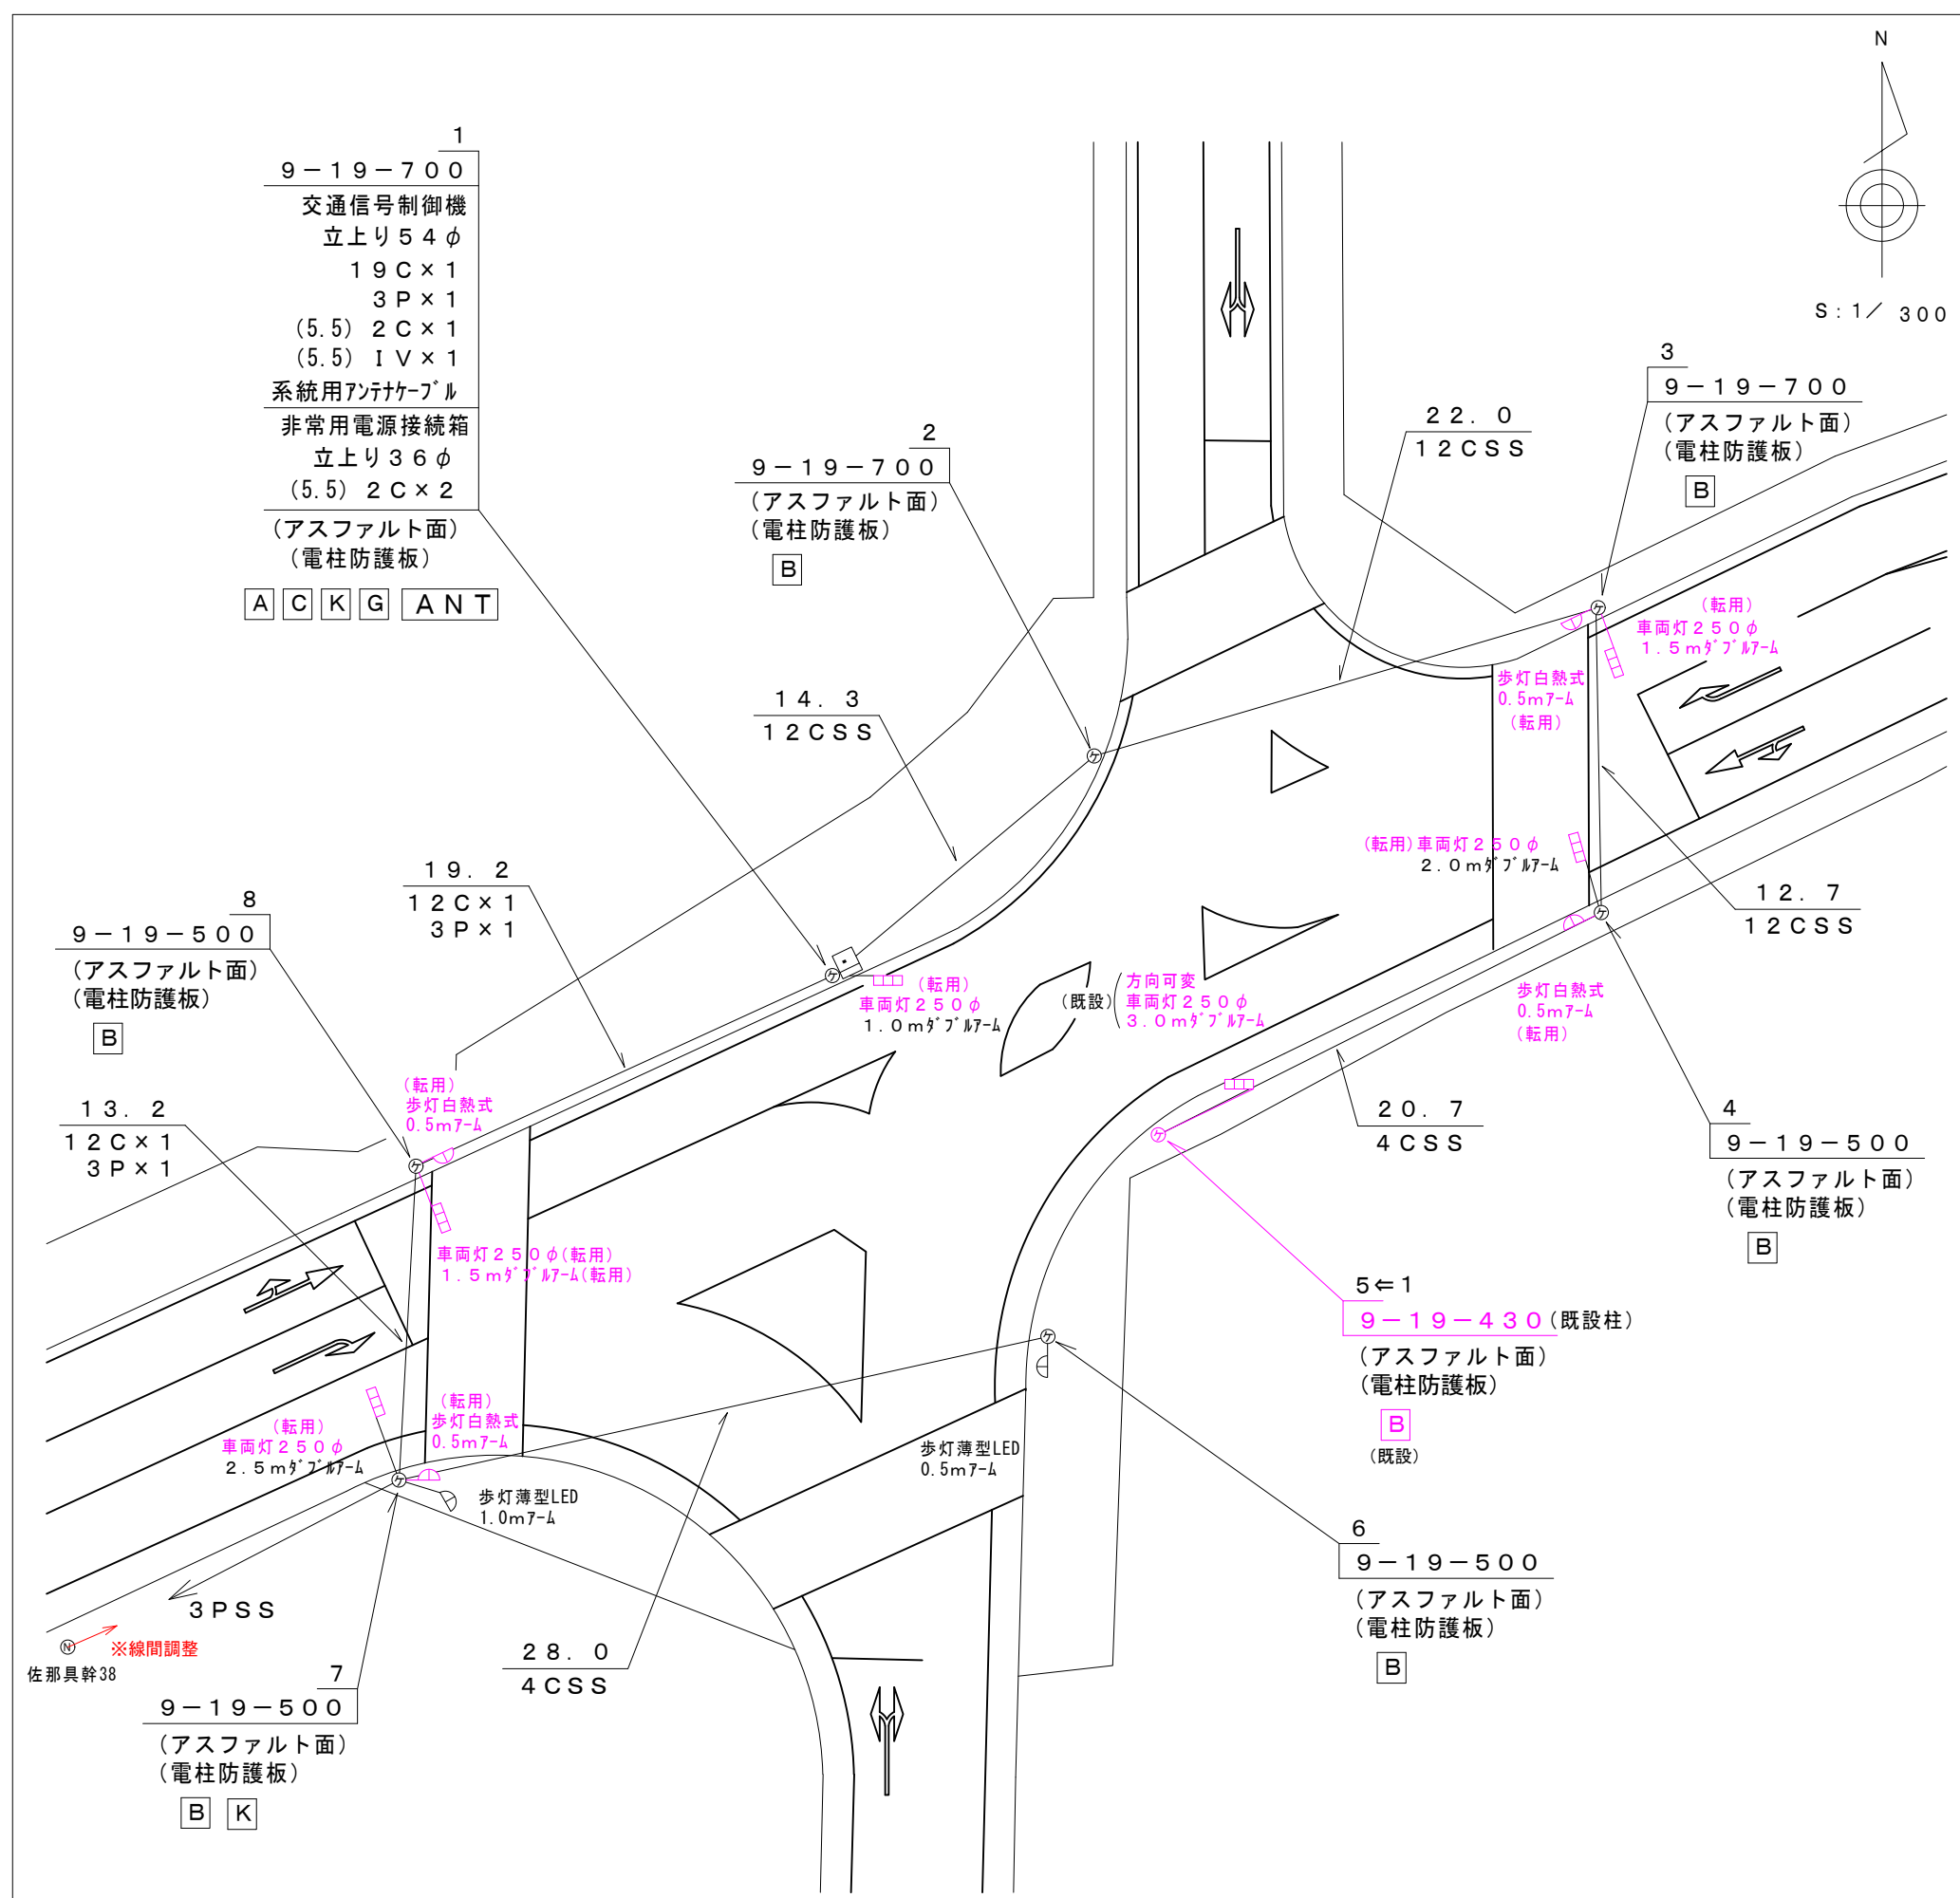 N
S：1／ 300
1
9－19－700
交通信号制御機
立上り54φ
19C×1
3P×1
(5.5) 2C×1
(5.5) IV×1
系統用ｱﾝﾃﾅｹｰﾌﾞﾙ
非常用電源接続箱
立上り36φ
(5.5) 2C×2
(アスファルト面)
(電柱防護板)
A C K G ANT
2
9－19－700
(アスファルト面)
(電柱防護板)
B
22．0
12CSS
3
9－19－700
(アスファルト面)
(電柱防護板)
B
(転用)
車両灯250φ
1.5mﾀﾞﾌﾞﾙｱｰﾑ
歩灯白熱式
0.5mｱｰﾑ
(転用)
14．3
12CSS
(転用)車両灯250φ
2.0mﾀﾞﾌﾞﾙｱｰﾑ
12．7
12CSS
19．2
12C×1
3P×1
8
9－19－500
(アスファルト面)
(電柱防護板)
B
(転用)
車両灯250φ
1.0mﾀﾞﾌﾞﾙｱｰﾑ
(既設)
方向可変
車両灯250φ
3.0mﾀﾞﾌﾞﾙｱｰﾑ
歩灯白熱式
0.5mｱｰﾑ
(転用)
(転用)
歩灯白熱式
0.5mｱｰﾑ
13．2
12C×1
3P×1
20．7
4CSS
4
9－19－500
(アスファルト面)
(電柱防護板)
B
車両灯250φ(転用)
1.5mﾀﾞﾌﾞﾙｱｰﾑ(転用)
5⇐1
9－19－430(既設柱)
(アスファルト面)
(電柱防護板)
B
(既設)
(転用)
歩灯白熱式
0.5mｱｰﾑ
(転用)
車両灯250φ
2.5mﾀﾞﾌﾞﾙｱｰﾑ
歩灯薄型LED
0.5mｱｰﾑ
歩灯薄型LED
1.0mｱｰﾑ
6
9－19－500
(アスファルト面)
(電柱防護板)
B
3PSS
※線間調整
N
佐那具幹38
28．0
4CSS
7
9－19－500
(アスファルト面)
(電柱防護板)
B K
ケ
ケ
ケ
ケ
ケ
ケ
ケ
ケ